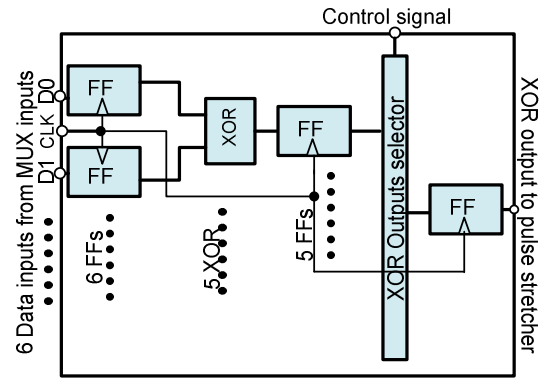 Control signal
6 Data inputs from MUX inputs
D0
CLK
D1
FF
FF
6 FFs
XOR
5 XOR
FF
5 FFs
XOR Outputs selector
FF
XOR output to pulse stretcher